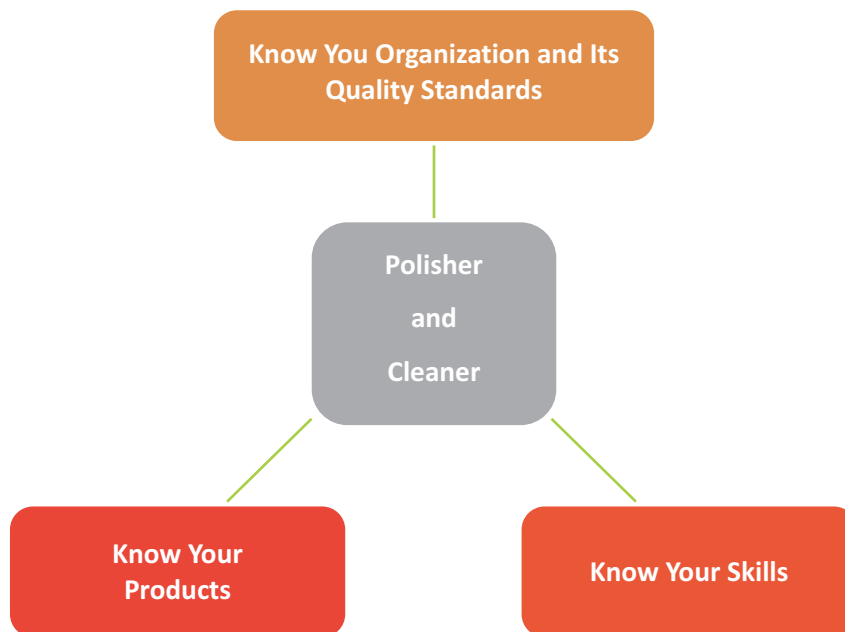 Know You Organization and Its
Quality Standards
Polisher
and
Cleaner
Know Your
Products
Know Your Skills